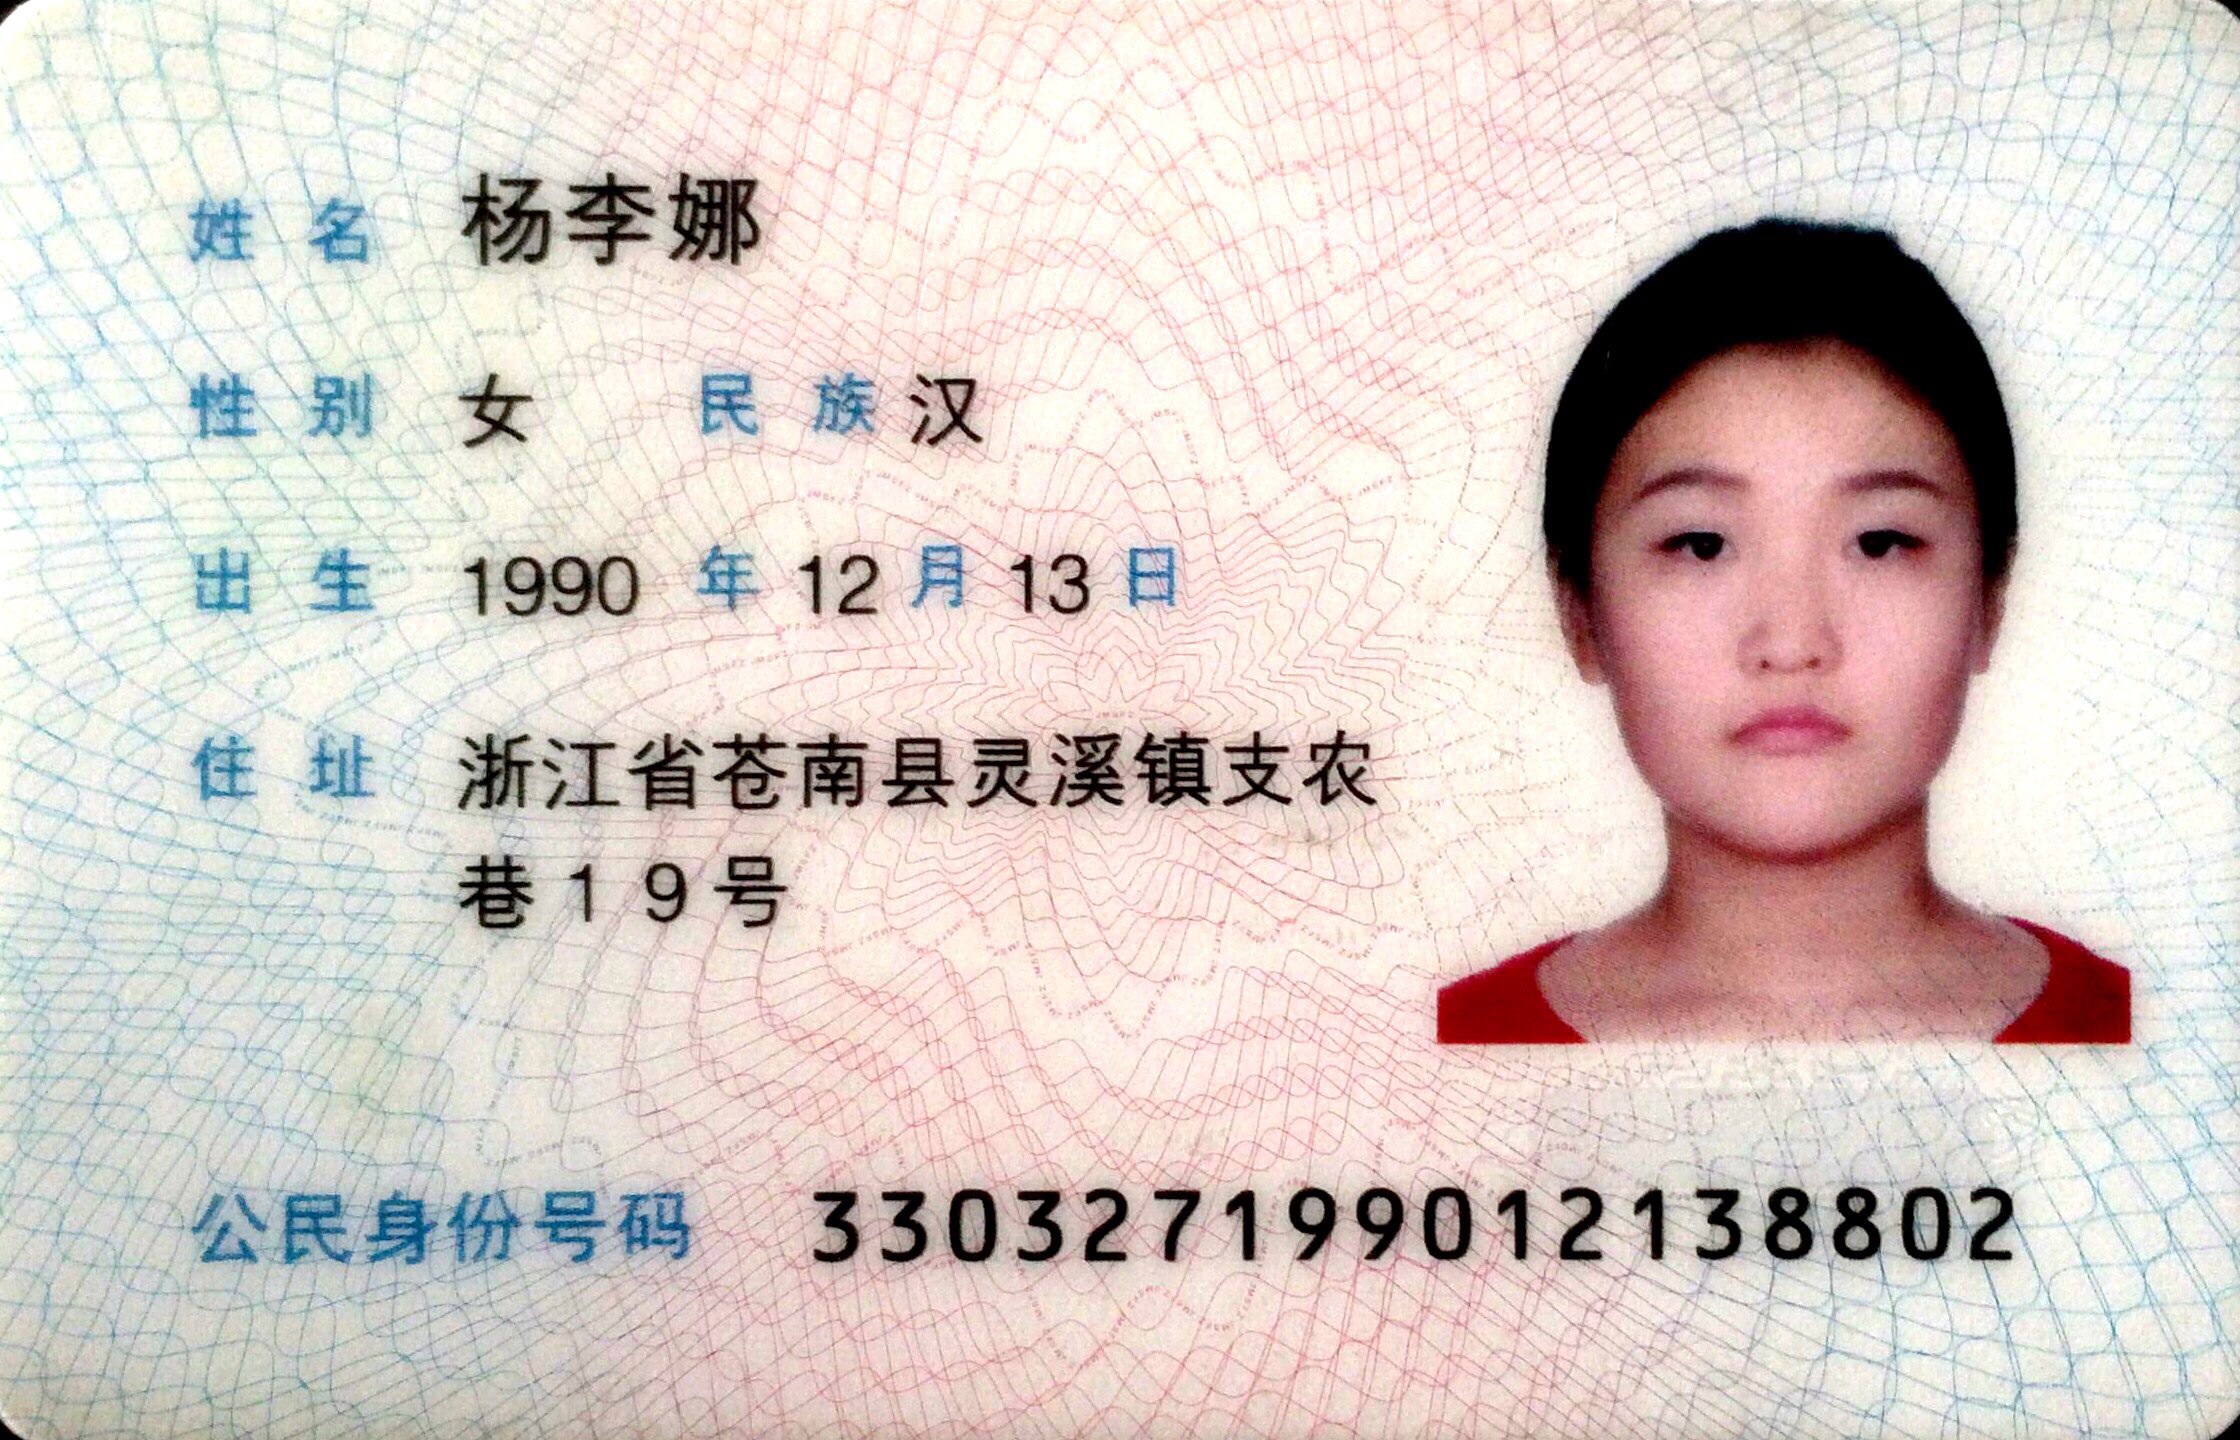 姓名 杨李娜
性别 女 民族 汉
出生 1990 年 12 月 13 日
住址 浙江省苍南县灵溪镇支农
巷19号
公民身份号码 330327199012138802